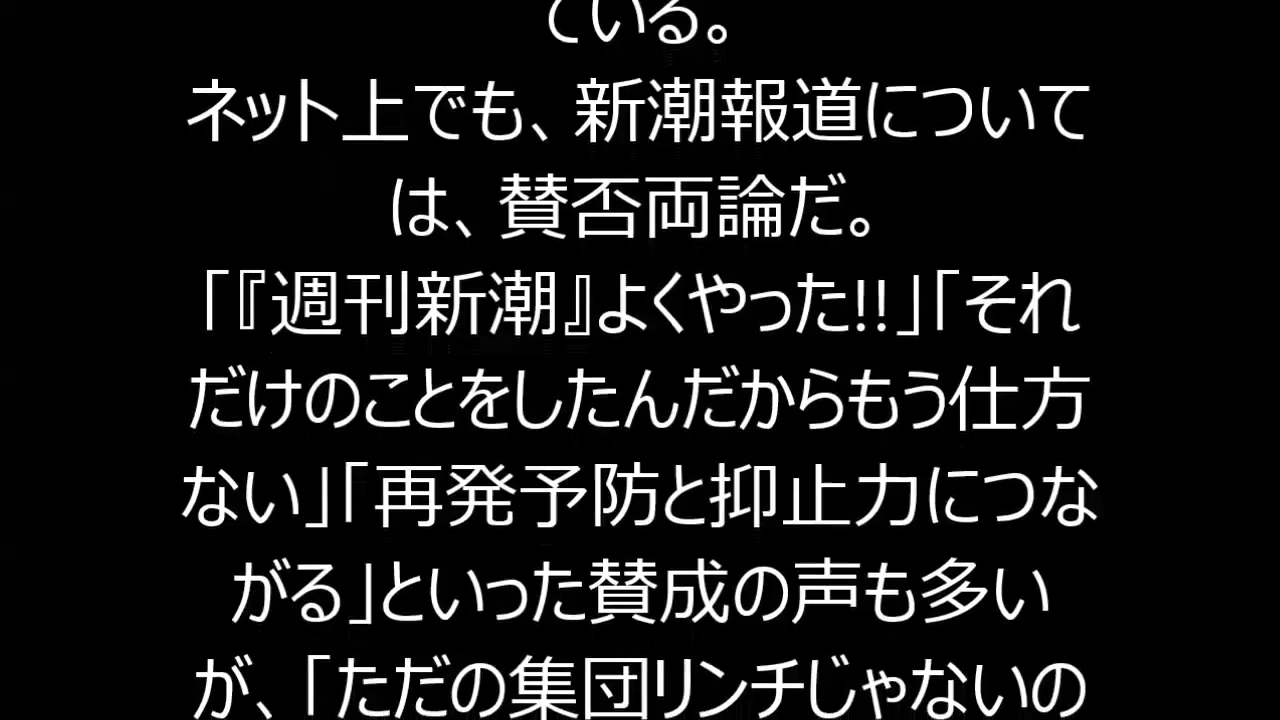 ている。
ネット上でも、新潮報道について
は、賛否両論だ。
「『週刊新潮』よくやった!!」「それ
だけのことをしたんだからもう仕方
ない」「再発予防と抑止力につな
がる」といった賛成の声も多い
が、「ただの集団リンチじゃないの